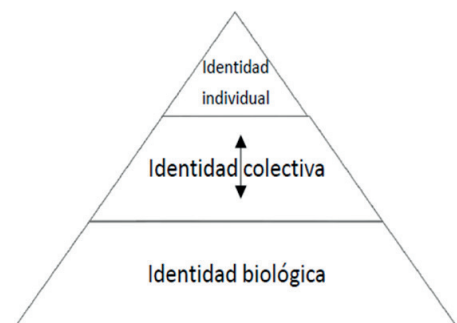 Identidad
individual
Identidad colectiva
Identidad biológica